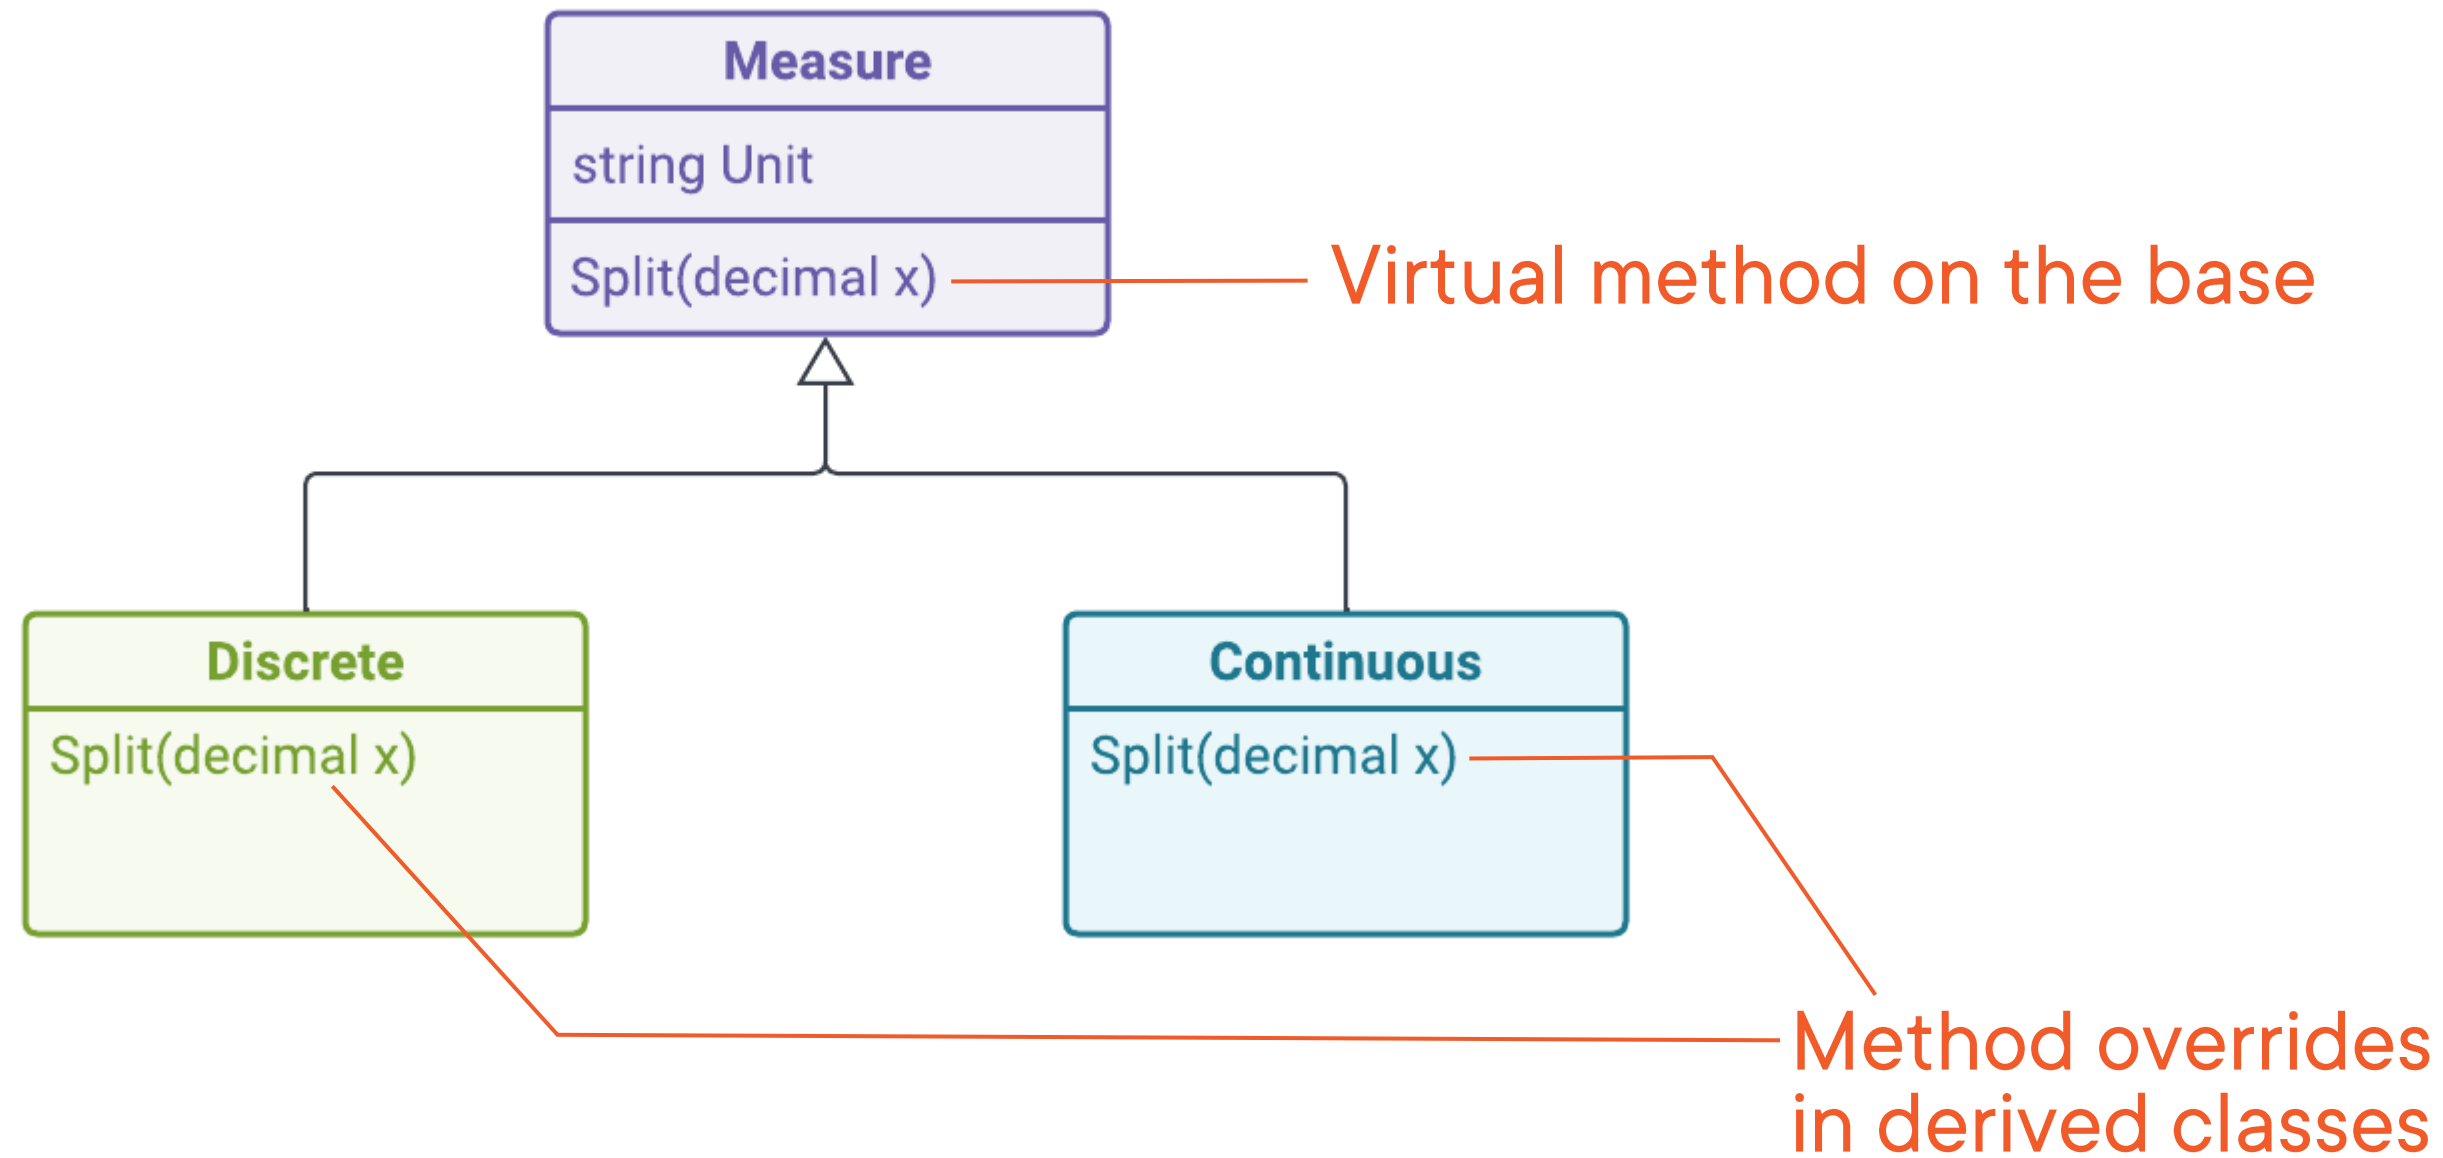 Measure
string Unit
Split(decimal x)
Virtual method on the base
Discrete
Split(decimal x)
Continuous
Split(decimal x)
Method overrides
in derived classes